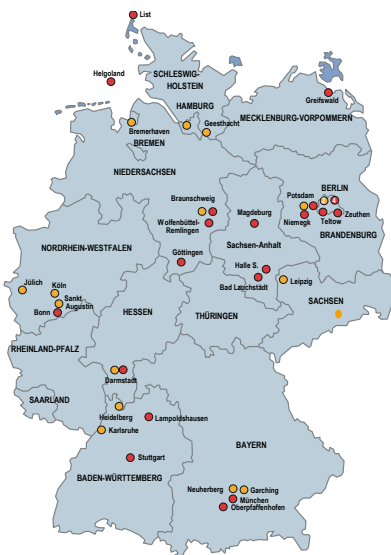 List
Helgoland
SCHLESWIG-
HOLSTEIN
Greifswald
HAMBURG
Geesthacht
MECKLENBURG-VORPOMMERN
Bremerhaven
BREMEN
NIEDERSACHSEN
BERLIN
Potsdam
Braunschweig
Wolfenbüttel-
Remlingen
Magdeburg
Niemegk
Teltow
Zeuthen
BRANDENBURG
NORDRHEIN-WESTFALEN
Sachsen-Anhalt
Göttingen
Halle S.
Bad Lauchstädt
Leipzig
Jülich
Köln
Sankt
Augustin
Bonn
SACHSEN
HESSEN
THÜRINGEN
RHEINLAND-PFALZ
Darmstadt
SAARLAND
Heidelberg
Lampoldshausen
Karlsruhe
BAYERN
Stuttgart
BADEN-WÜRTTEMBERG
Neuherberg
Garching
München
Oberpfaffenhofen